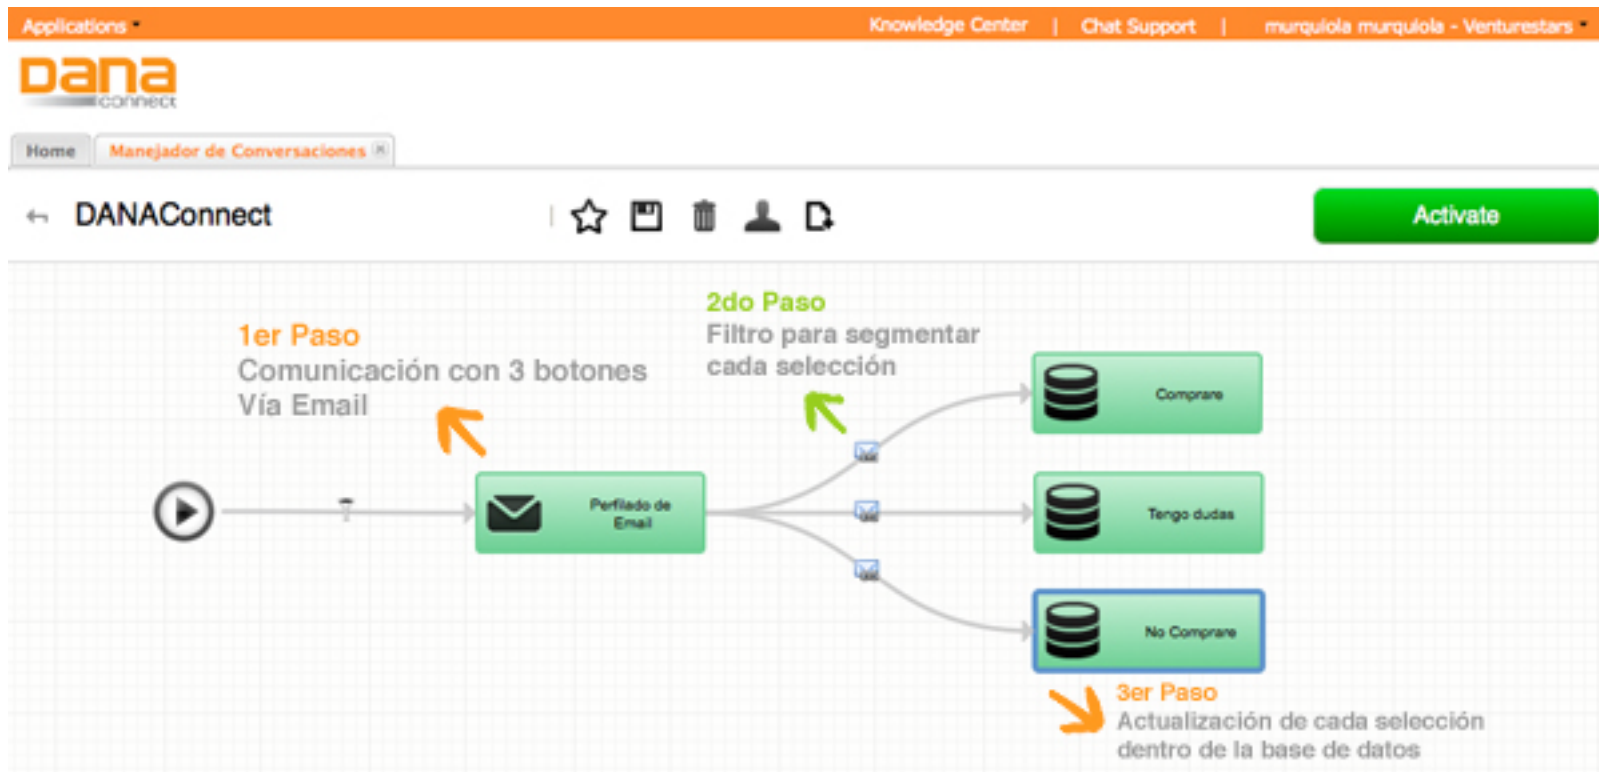 Applications
Knowledge Center | Chat Support | murquiola murquiola - Venturestars
Dana
connect
Home
Manejador de Conversaciones
DANAConnect
Activate
1er Paso
Comunicación con 3 botones
Vía Email
2do Paso
Filtro para segmentar
cada selección
Perfilado de
Email
Comprare
Tengo dudas
No Comprare
3er Paso
Actualización de cada selección
dentro de la base de datos